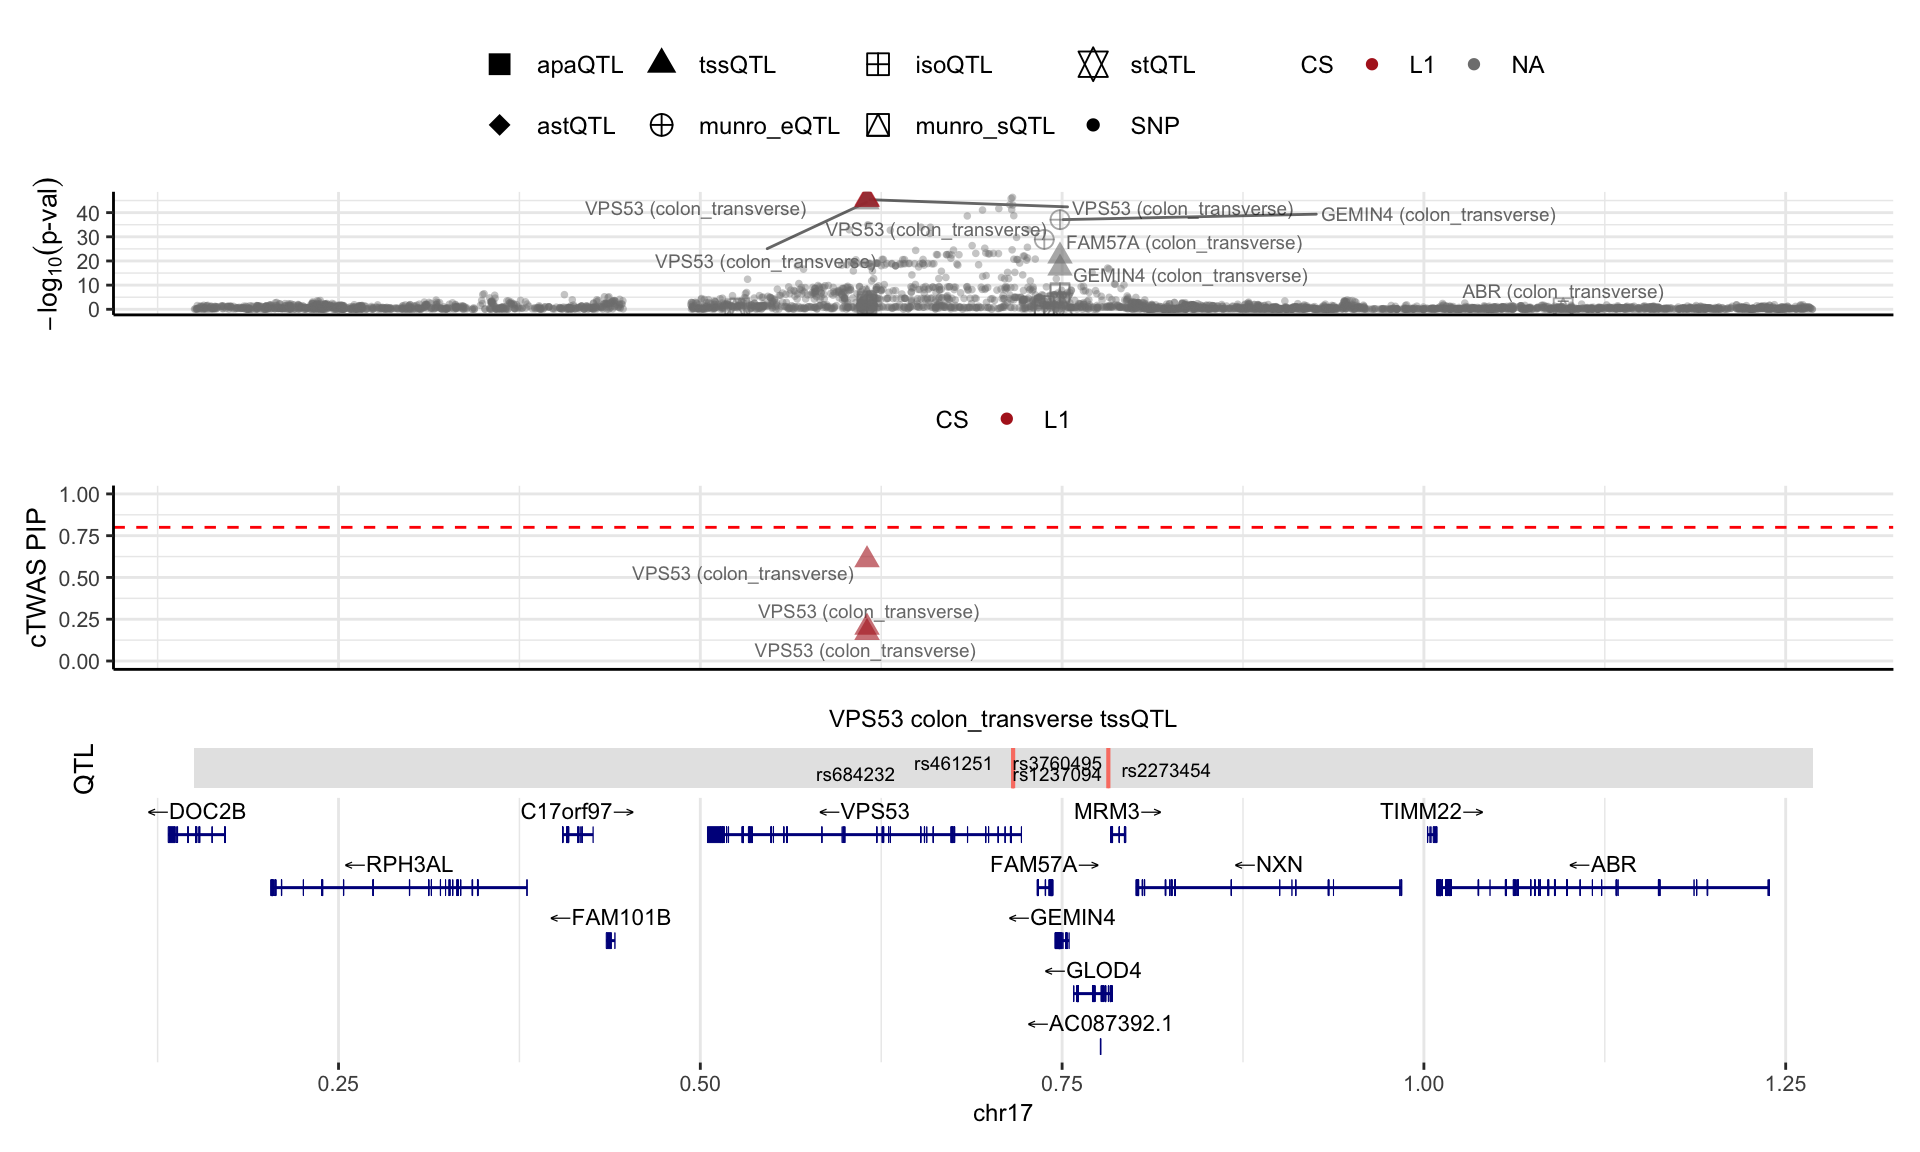 apaQTL tssQTL isoQTL stQTL CS L1 NA
astQTL munro_eQTL munro_sQTL SNP
−log10(p-val)
40
30
20
10
0
VPS53 (colon_transverse)
VPS53 (colon_transverse)
GEMIN4 (colon_transverse)
VPS53 (colon_transverse)
FAM57A (colon_transverse)
VPS53 (colon_transverse)
GEMIN4 (colon_transverse)
ABR (colon_transverse)
CS L1
cTWAS PIP
1.00
0.75
0.50
0.25
0.00
VPS53 (colon_transverse)
VPS53 (colon_transverse)
VPS53 (colon_transverse)
VPS53 colon_transverse tssQTL
QTL
rs461251 rs3760495
rs684232 rs1237094 rs2273454
←DOC2B C17orf97→ ←VPS53 MRM3→ TIMM22→
←RPH3AL FAM57A→ ←NXN ←ABR
←FAM101B ←GEMIN4
←GLOD4
←AC087392.1
0.25 0.50 0.75 1.00 1.25
chr17